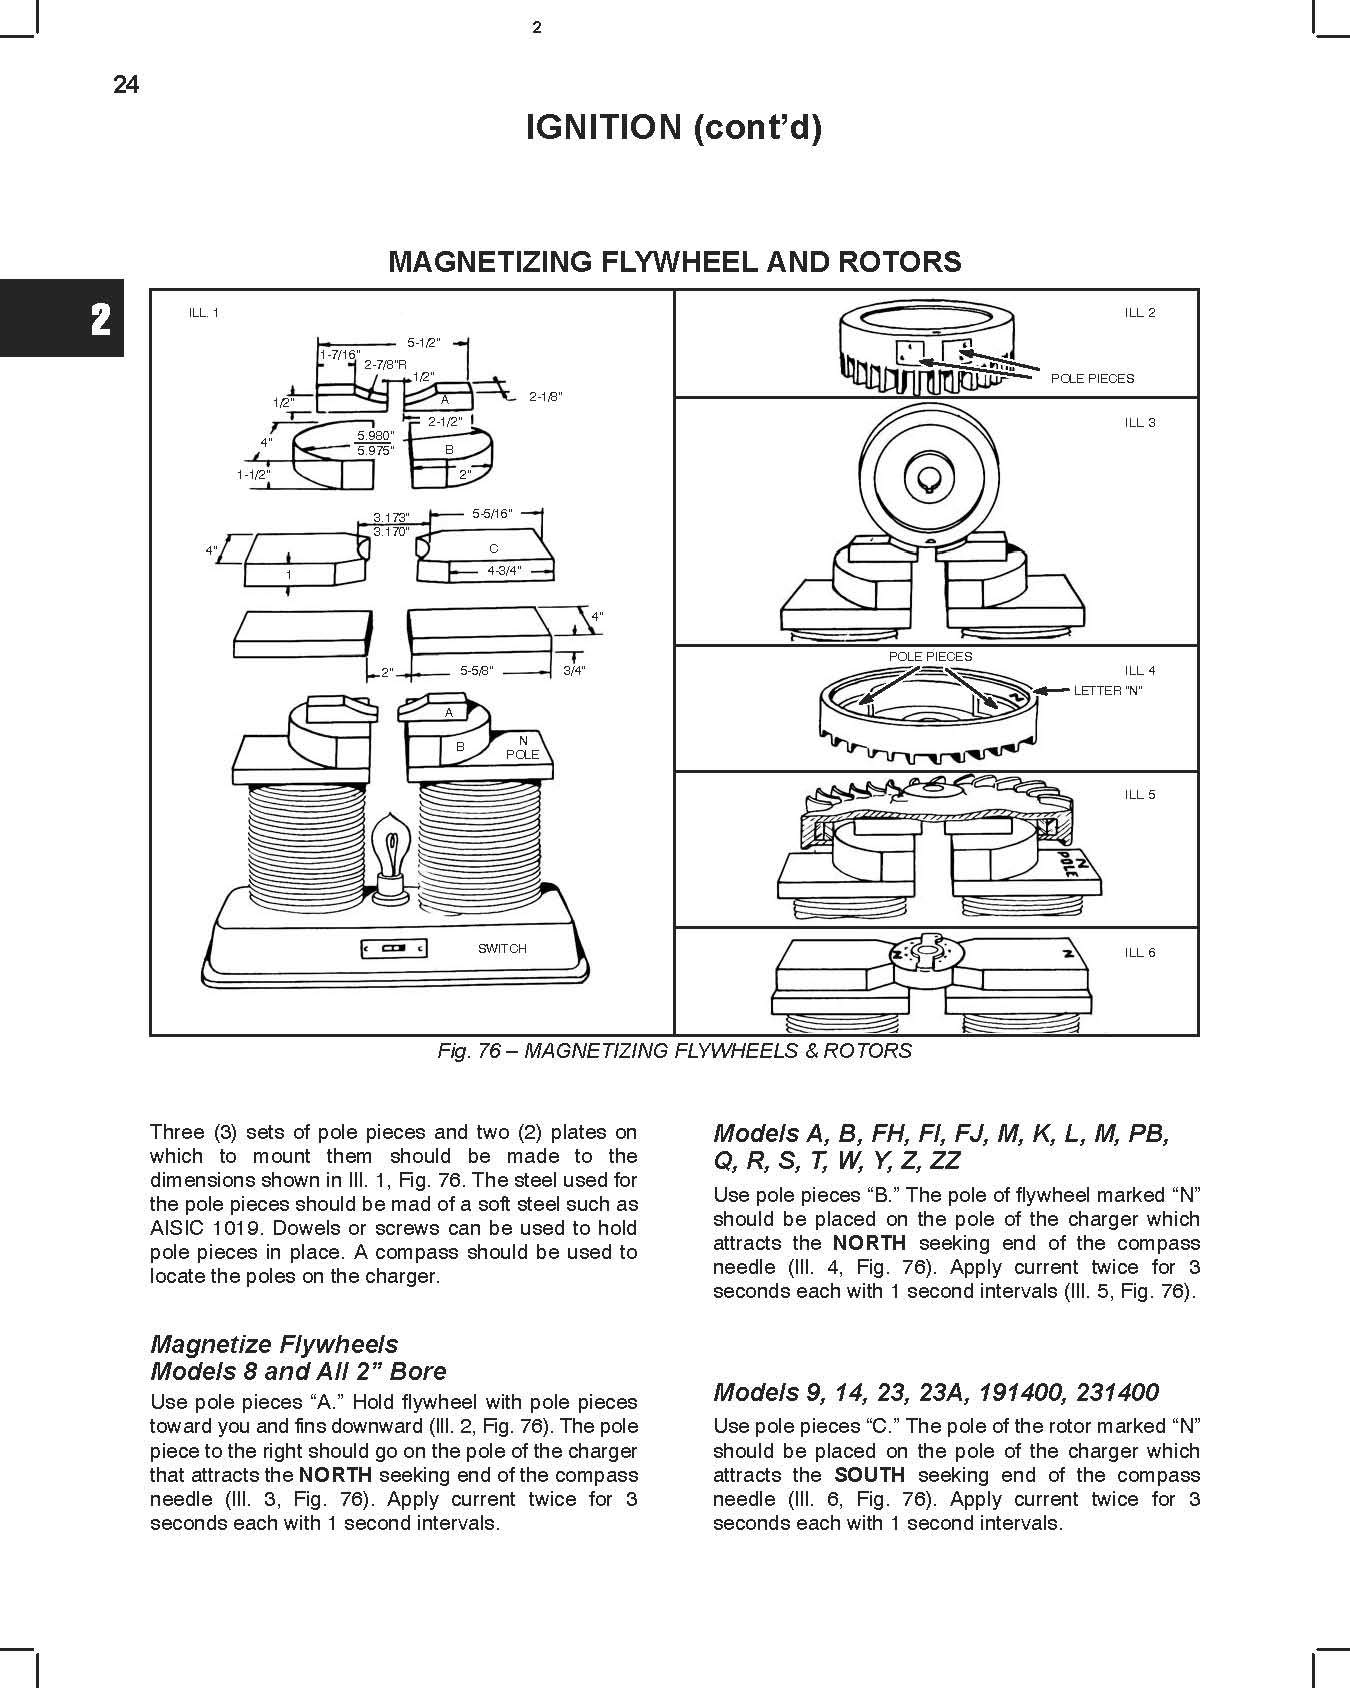 2
24
IGNITION (cont’d)
MAGNETIZING FLYWHEEL AND ROTORS
2
ILL. 1
5-1/2"
1-7/16"
2-7/8"R
1/2"
1/2"
A
2-1/8"
2-1/2"
4"
5.980"
5.975"
B
1-1/2"
2"
3.173"
3.170"
5-5/16"
4"
C
1
4-3/4"
4"
2"
5-5/8"
3/4"
A
B
N
POLE
SWITCH
ILL 2
POLE PIECES
ILL 3
POLE PIECES
ILL 4
LETTER "N"
N
ILL 5
N
POLE
ILL 6
N
N
Fig. 76 – MAGNETIZING FLYWHEELS & ROTORS
Three (3) sets of pole pieces and two (2) plates on
which to mount them should be made to the
dimensions shown in Ill. 1, Fig. 76. The steel used for
the pole pieces should be mad of a soft steel such as
AISIC 1019. Dowels or screws can be used to hold
pole pieces in place. A compass should be used to
locate the poles on the charger.
Magnetize Flywheels
Models 8 and All 2” Bore
Use pole pieces “A.” Hold flywheel with pole pieces
toward you and fins downward (Ill. 2, Fig. 76). The pole
piece to the right should go on the pole of the charger
that attracts the NORTH seeking end of the compass
needle (Ill. 3, Fig. 76). Apply current twice for 3
seconds each with 1 second intervals.
Models A, B, FH, FI, FJ, M, K, L, M, PB,
Q, R, S, T, W, Y, Z, ZZ
Use pole pieces “B.” The pole of flywheel marked “N”
should be placed on the pole of the charger which
attracts the NORTH seeking end of the compass
needle (Ill. 4, Fig. 76). Apply current twice for 3
seconds each with 1 second intervals (Ill. 5, Fig. 76).
Models 9, 14, 23, 23A, 191400, 231400
Use pole pieces “C.” The pole of the rotor marked “N”
should be placed on the pole of the charger which
attracts the SOUTH seeking end of the compass
needle (Ill. 6, Fig. 76). Apply current twice for 3
seconds each with 1 second intervals.